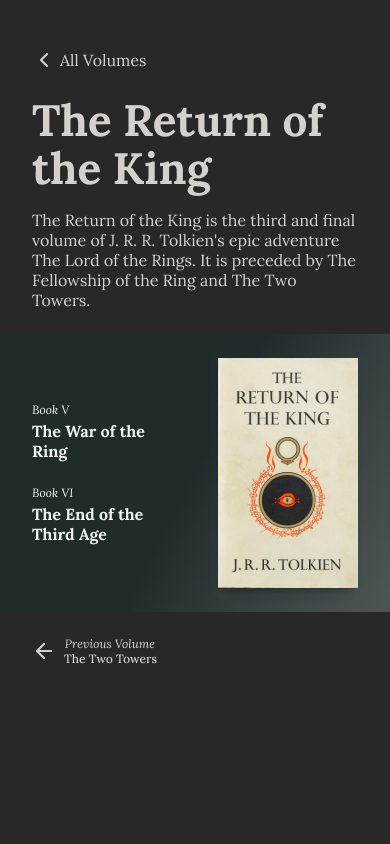 All Volumes
The Return of
the King
The Return of the King is the third and final
volume of J. R. R. Tolkien's epic adventure
The Lord of the Rings. It is preceded by The
Fellowship of the Ring and The Two
Towers.
Book V
The War of the
Ring
Book VI
The End of the
Third Age
THE
RETURN OF
THE KING
J. R. R. TOLKIEN
Previous Volume
The Two Towers